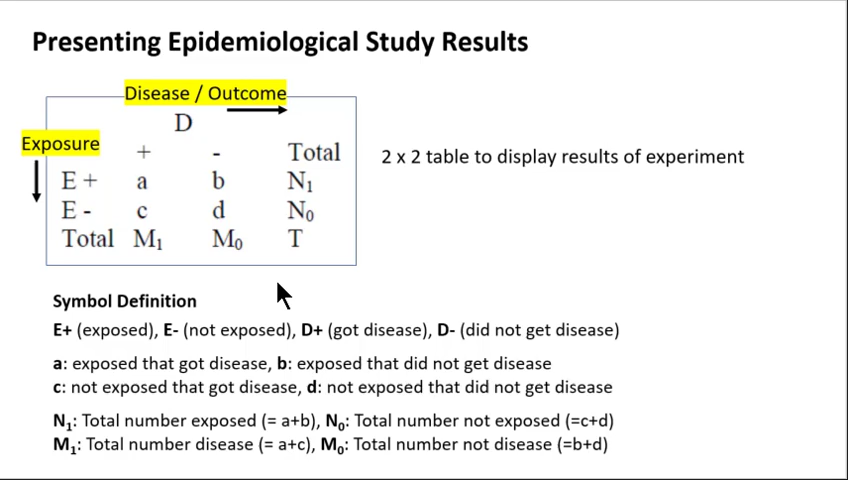 Presenting Epidemiological Study Results
Disease / Outcome
D
Exposure
+ - Total
2 x 2 table to display results of experiment
E + a b N₁
E - c d N₀
Total M₁ M₀ T
Symbol Definition
E+ (exposed), E- (not exposed), D+ (got disease), D- (did not get disease)
a: exposed that got disease, b: exposed that did not get disease
c: not exposed that got disease, d: not exposed that did not get disease
N₁: Total number exposed (= a+b), N₀: Total number not exposed (=c+d)
M₁: Total number disease (= a+c), M₀: Total number not disease (=b+d)